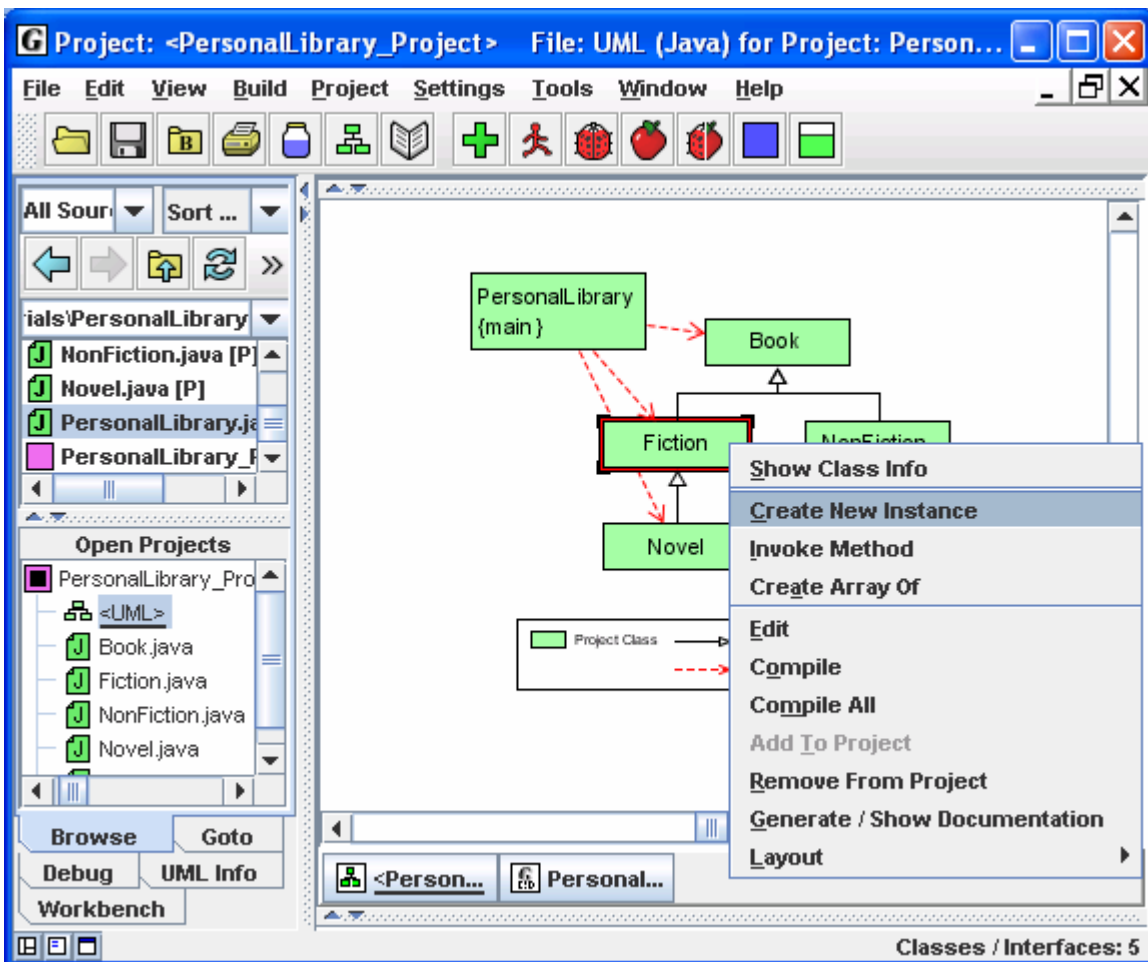 G Project: <PersonalLibrary_Project> File: UML (Java) for Project: Person...
File Edit View Build Project Settings Tools Window Help
B
All Sour Sort ...
»
ials\PersonalLibrary
NonFiction.java [P]
Novel.java [P]
PersonalLibrary.ja
PersonalLibrary_
Open Projects
PersonalLibrary_Pro
<UML>
Book.java
Fiction.java
NonFiction.java
Novel.java
Browse Goto
Debug UML Info
Workbench
PersonalLibrary
{main }
Book
Fiction
NonFiction
Novel
Project Class
Show Class Info
Create New Instance
Invoke Method
Create Array Of
Edit
Compile
Compile All
Add To Project
Remove From Project
Generate / Show Documentation
Layout
<Person... Personal...
Classes / Interfaces: 5